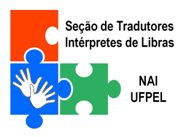 Seção de Tradutores
Intérpretes de Libras
NAI
UFPEL